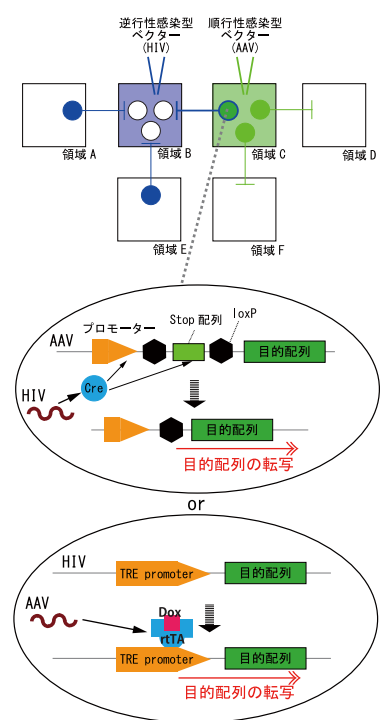 逆行性感染型
ベクター
(HIV)
順行性感染型
ベクター
(AAV)
領域 A
領域 B
領域 C
領域 D
領域E
領域 F
loxP
Stop 配列
プロモーター
AAV
目的配列
Cre
HIV
目的配列
目的配列の転写
or
HIV
TRE promoter
目的配列
AAV
Dox
rtTA
TRE promoter
目的配列
目的配列の転写